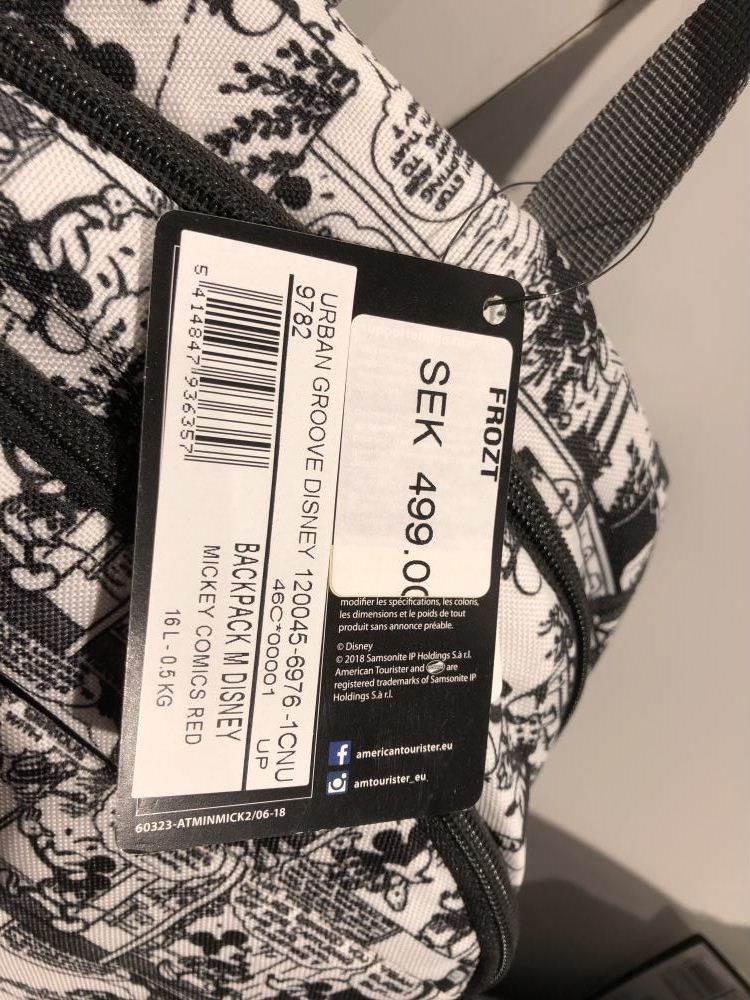 URBAN GROOVE DISNEY 120045-6976 -1CNU
9782
46C*00001
UP
5 414847 936357
BACKPACK M DISNEY
MICKEY COMICS RED
16 L - 0.5 KG
FROZT
SEK 499.00
modifier les spécifications, les coloris,
les dimensions et le poids de tout
produit sans annonce préalable.
© Disney
© 2018 Samsonite IP Holdings S.à r.l.
American Tourister and are
registered trademarks of Samsonite IP
Holdings S.à r.l.
americantourister.eu
amtourister_eu
60323-ATMINMICK2/06-18